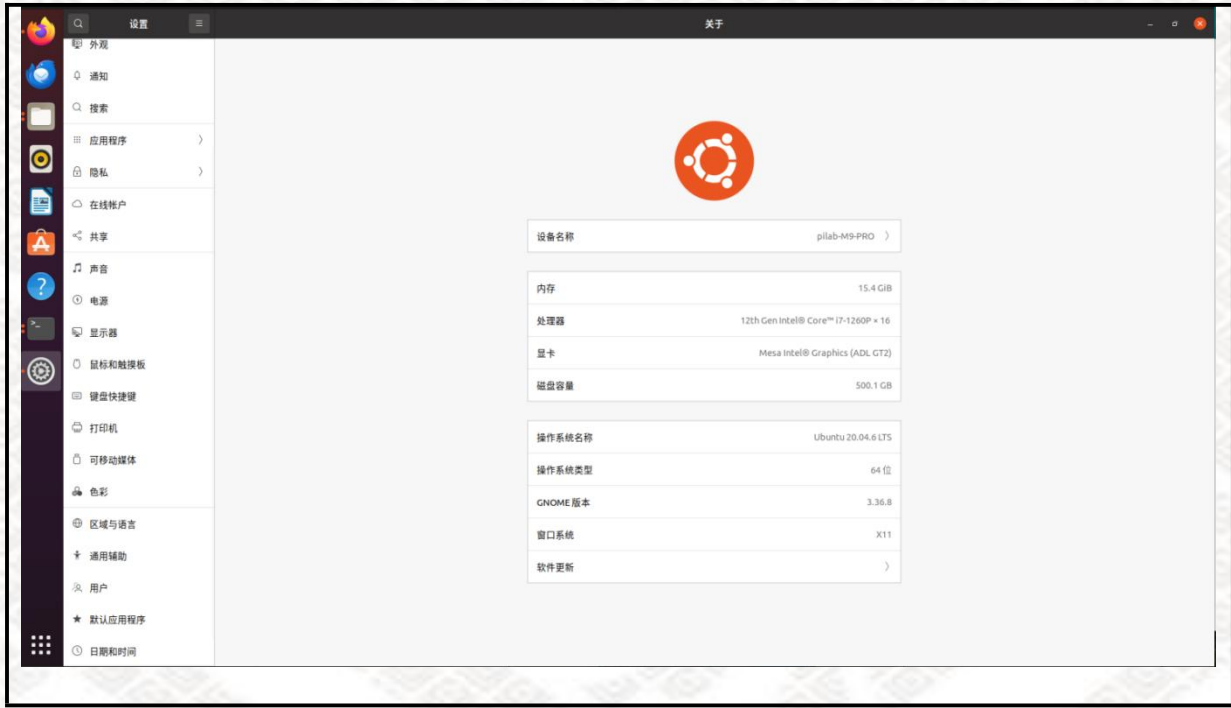 设置
关于
外观
通知
搜索
应用程序
隐私
在线帐户
共享
声音
电源
显示器
鼠标和触摸板
键盘快捷键
打印机
可移动媒体
色彩
区域与语言
通用辅助
用户
默认应用程序
日期和时间
设备名称 pilab-M9-PRO
内存 15.4 GiB
处理器 12th Gen Intel® Core™ i7-1260P × 16
显卡 Mesa Intel® Graphics (ADL GT2)
磁盘容量 500.1 GB
操作系统名称 Ubuntu 20.04.6 LTS
操作系统类型 64 位
GNOME 版本 3.36.8
窗口系统 X11
软件更新